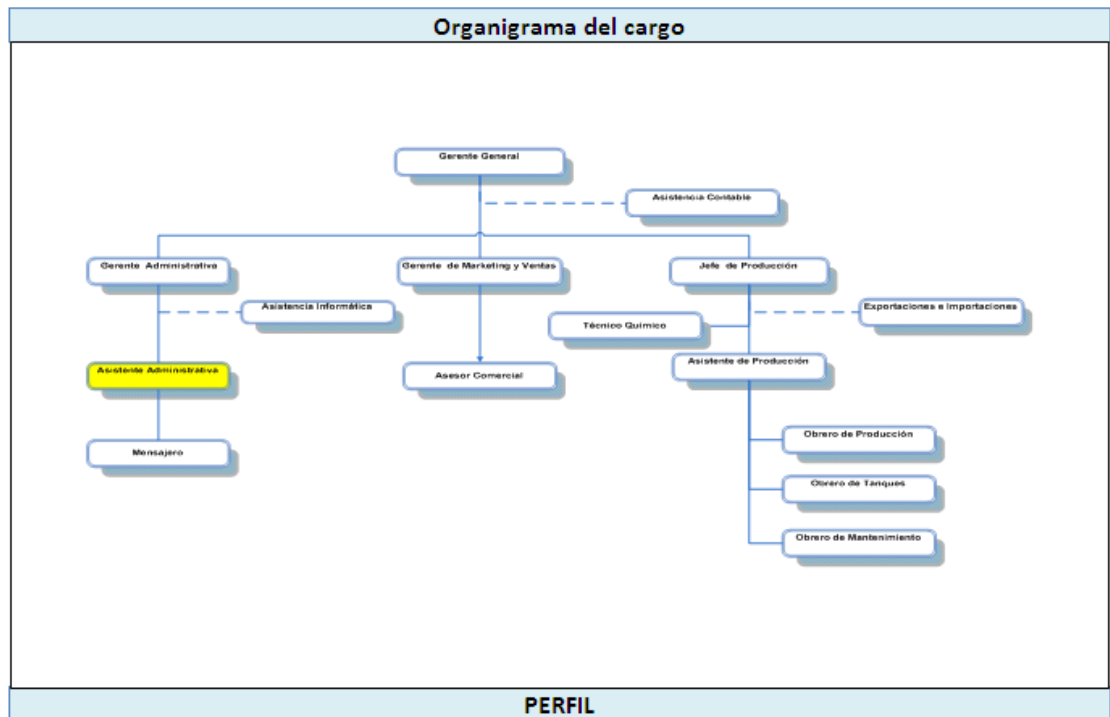 Organigrama del cargo
Gerente General
Asistencia Contable
Gerente Administrativa
Gerente de Marketing y Ventas
Jefe de Producción
Asistencia Informática
Exportaciones e Importaciones
Técnico Químico
Asistente Administrativa
Asesor Comercial
Asistente de Producción
Obrero de Producción
Mensajero
Obrero de Tanques
Obrero de Mantenimiento
PERFIL